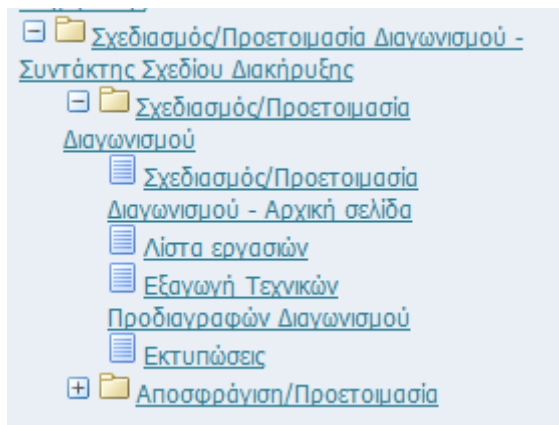 Σχεδιασμός/Προετοιμασία Διαγωνισμού -
Συντάκτης Σχεδίου Διακήρυξης
Σχεδιασμός/Προετοιμασία
Διαγωνισμού
Σχεδιασμός/Προετοιμασία
Διαγωνισμού - Αρχική σελίδα
Λίστα εργασιών
Εξαγωγή Τεχνικών
Προδιαγραφών Διαγωνισμού
Εκτυπώσεις
Αποσφράγιση/Προετοιμασία